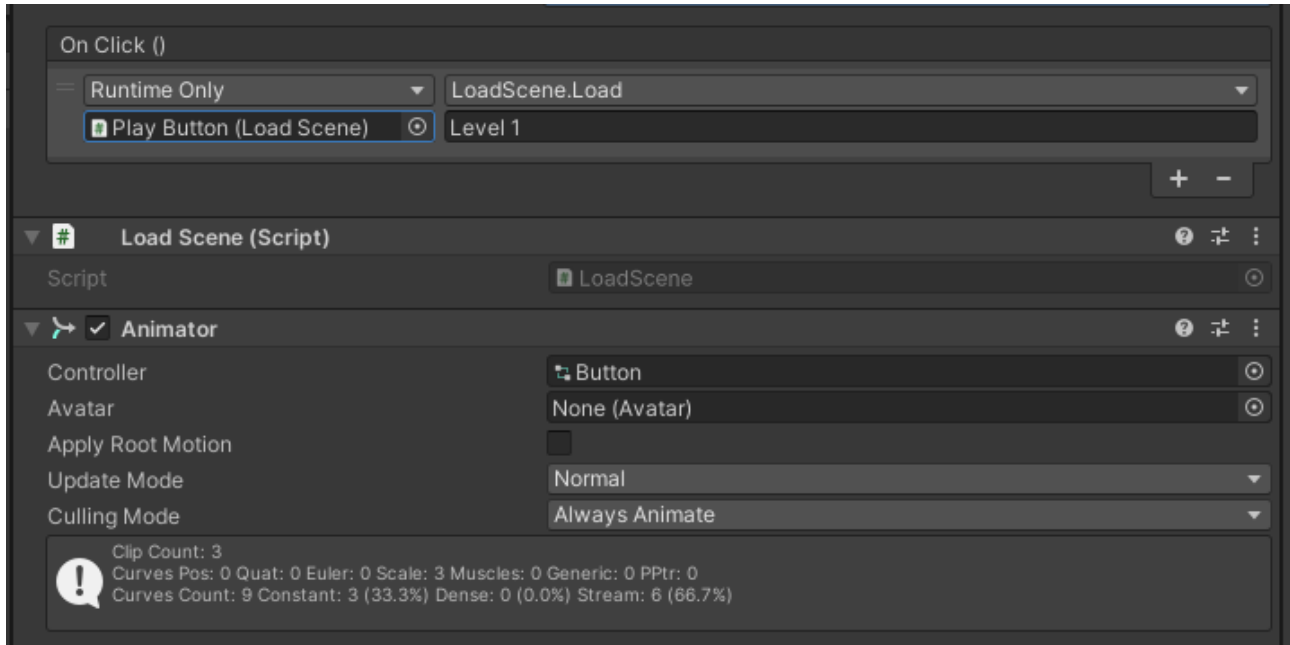 On Click ()
Runtime Only LoadScene.Load
Play Button (Load Scene) Level 1
+ −
# Load Scene (Script)
Script LoadScene
Animator
Controller Button
Avatar None (Avatar)
Apply Root Motion
Update Mode Normal
Culling Mode Always Animate
Clip Count: 3
Curves Pos: 0 Quat: 0 Euler: 0 Scale: 3 Muscles: 0 Generic: 0 PPtr: 0
Curves Count: 9 Constant: 3 (33.3%) Dense: 0 (0.0%) Stream: 6 (66.7%)